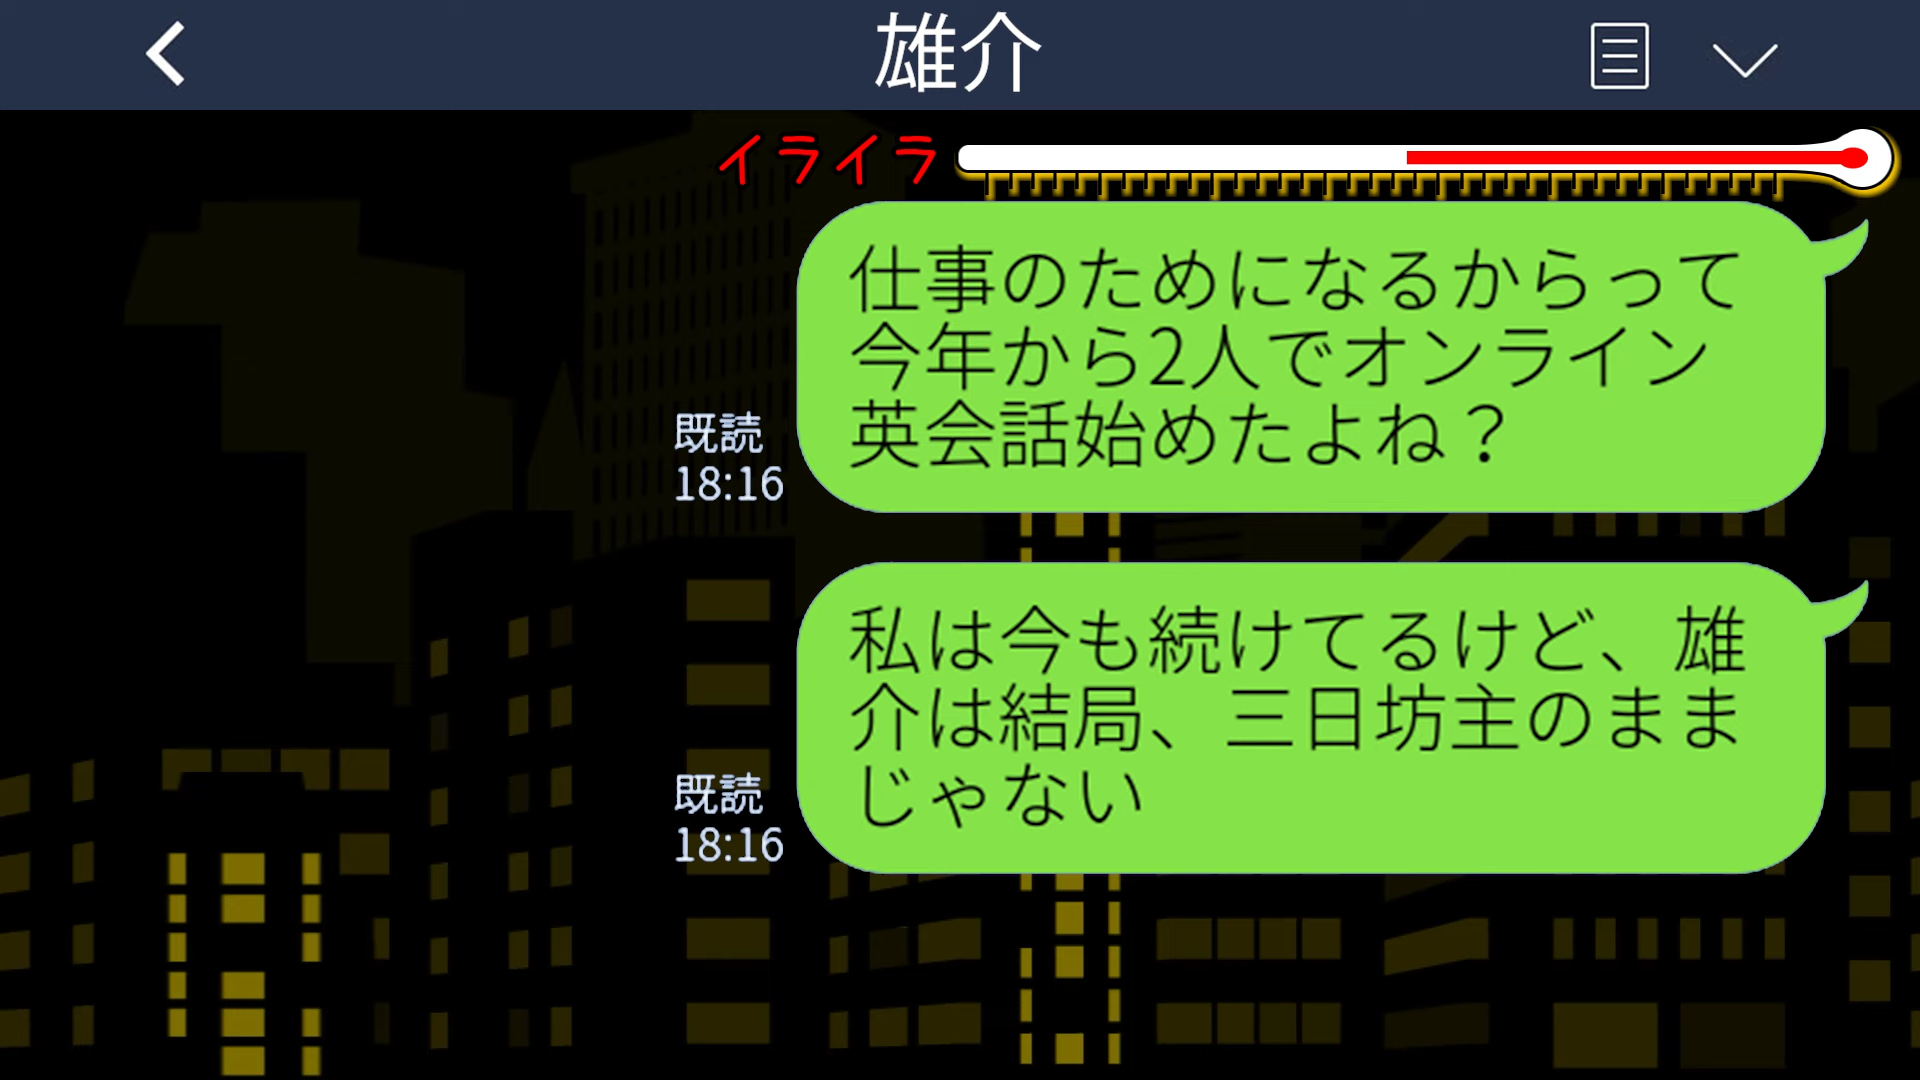 雄介
イライラ
仕事のためになるからって
今年から2人でオンライン
英会話始めたよね？
既読
18:16
私は今も続けてるけど、雄
介は結局、三日坊主のまま
じゃない
既読
18:16